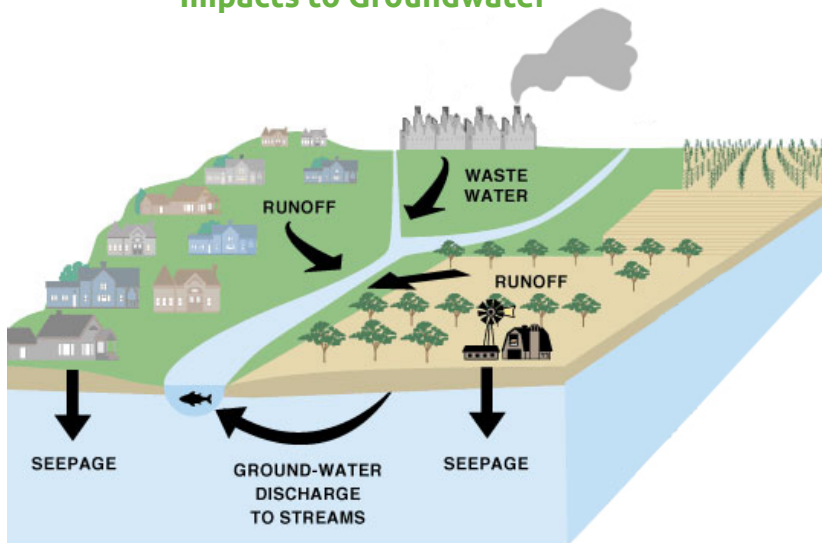 Impacts to Groundwater
WASTE
WATER
RUNOFF
RUNOFF
SEEPAGE
GROUND-WATER
DISCHARGE
TO STREAMS
SEEPAGE